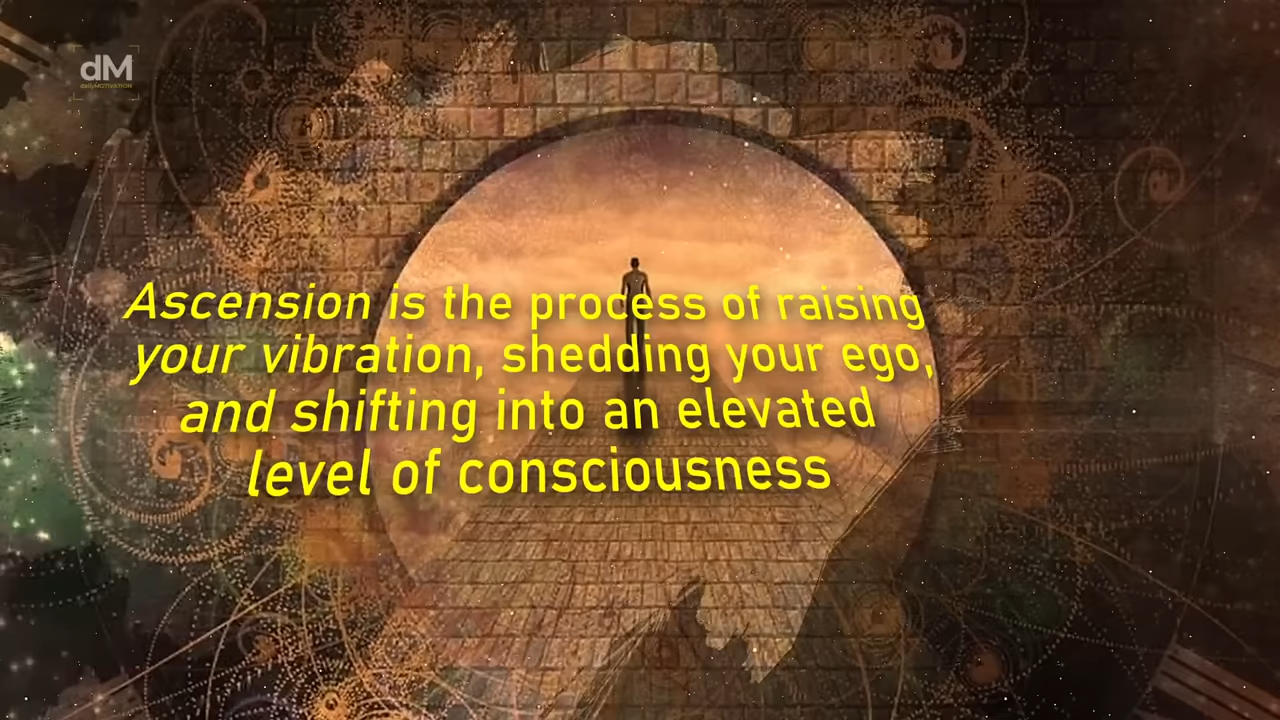 dM
dailyMOTIVATION
Ascension is the process of raising
your vibration, shedding your ego,
and shifting into an elevated
level of consciousness